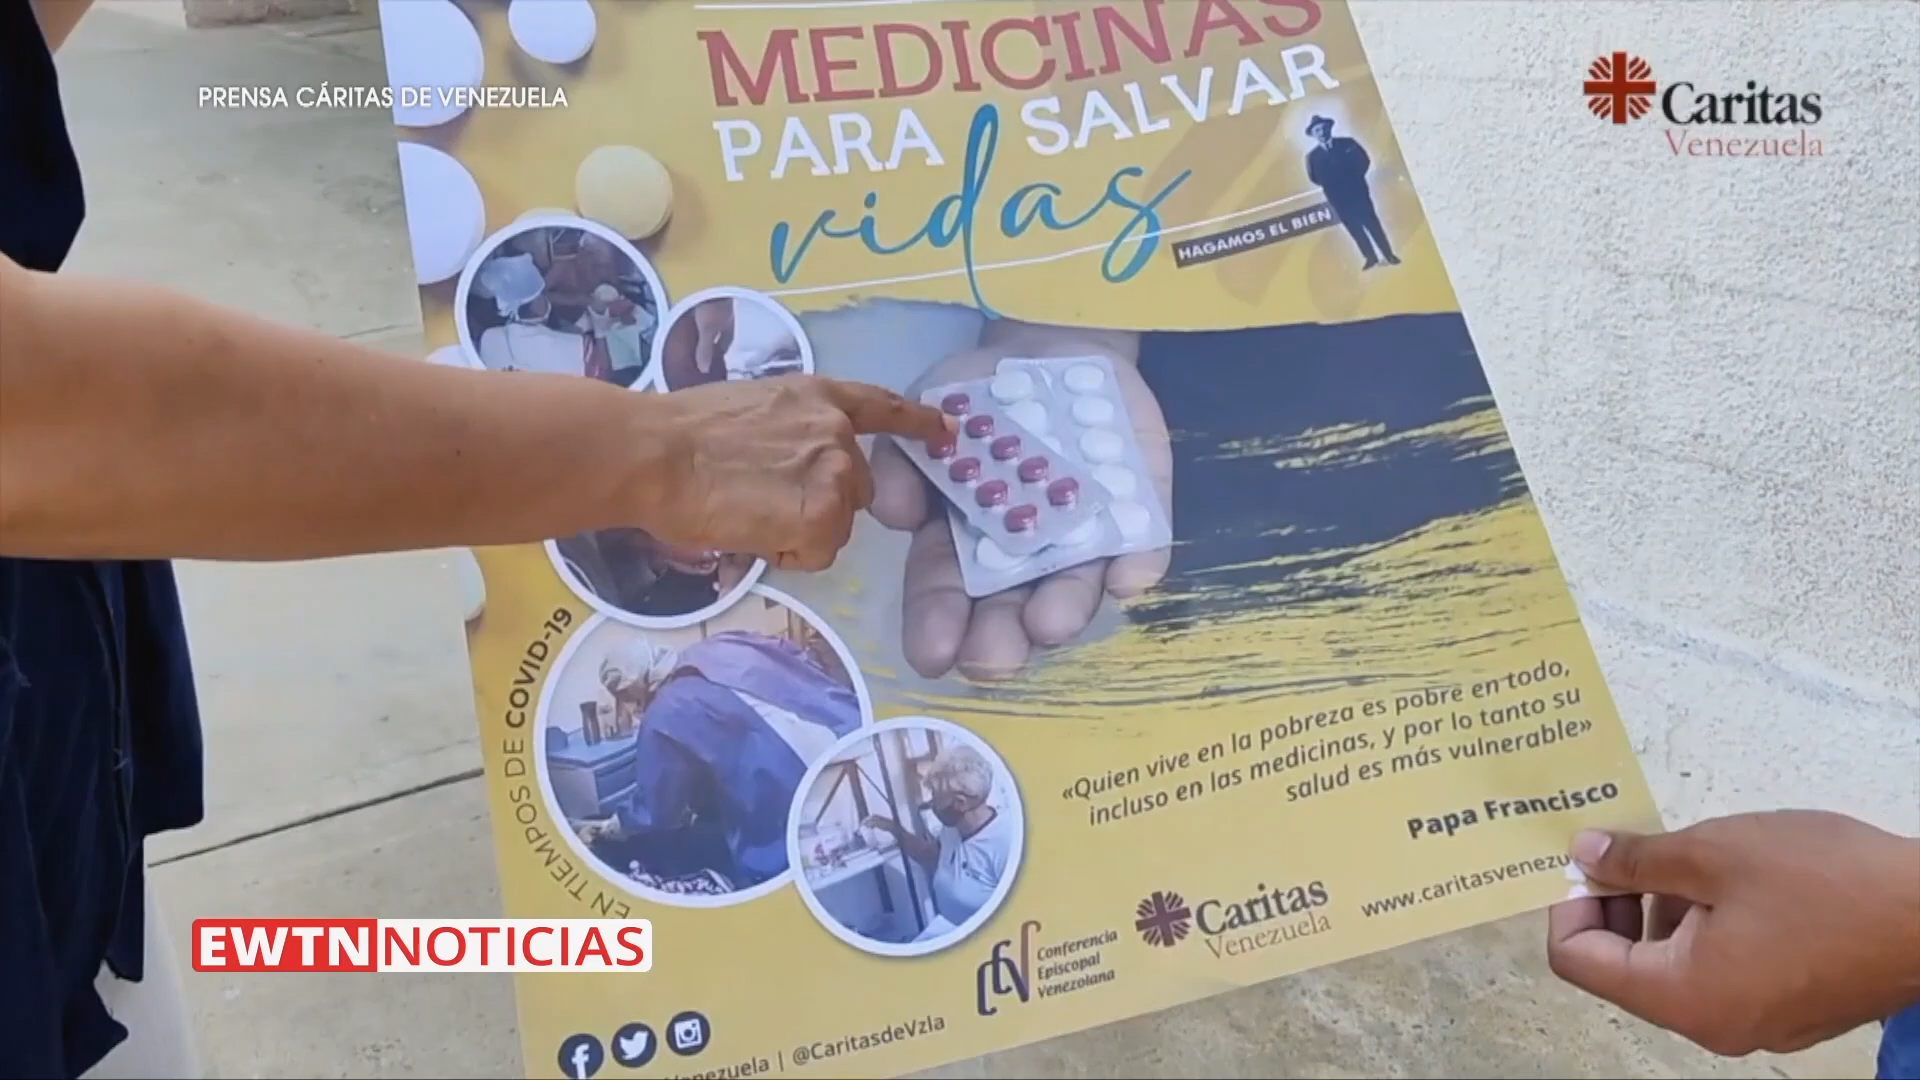 PRENSA CÁRITAS DE VENEZUELA
Caritas
Venezuela
MEDICINAS
PARA SALVAR
vidas
HAGAMOS EL BIEN
EN TIEMPOS DE COVID-19
«Quien vive en la pobreza es pobre en todo,
incluso en las medicinas, y por lo tanto su
salud es más vulnerable»
Papa Francisco
www.caritasvenezu
Caritas
Venezuela
Conferencia
Episcopal
Venezolana
EWTN NOTICIAS
| @CaritasdeVzla